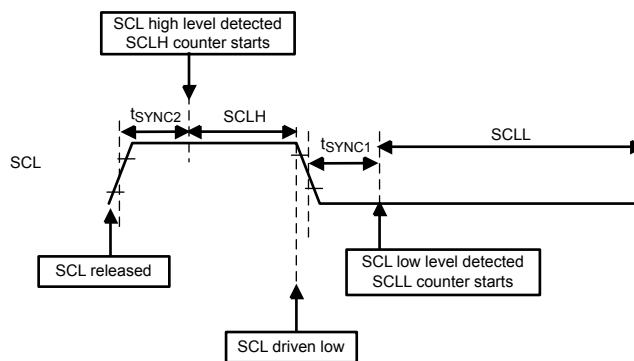 SCL high level detected
SCLH counter starts
tSYNC2
SCLH
tSYNC1
SCLL
SCL
SCL released
SCL low level detected
SCLL counter starts
SCL driven low